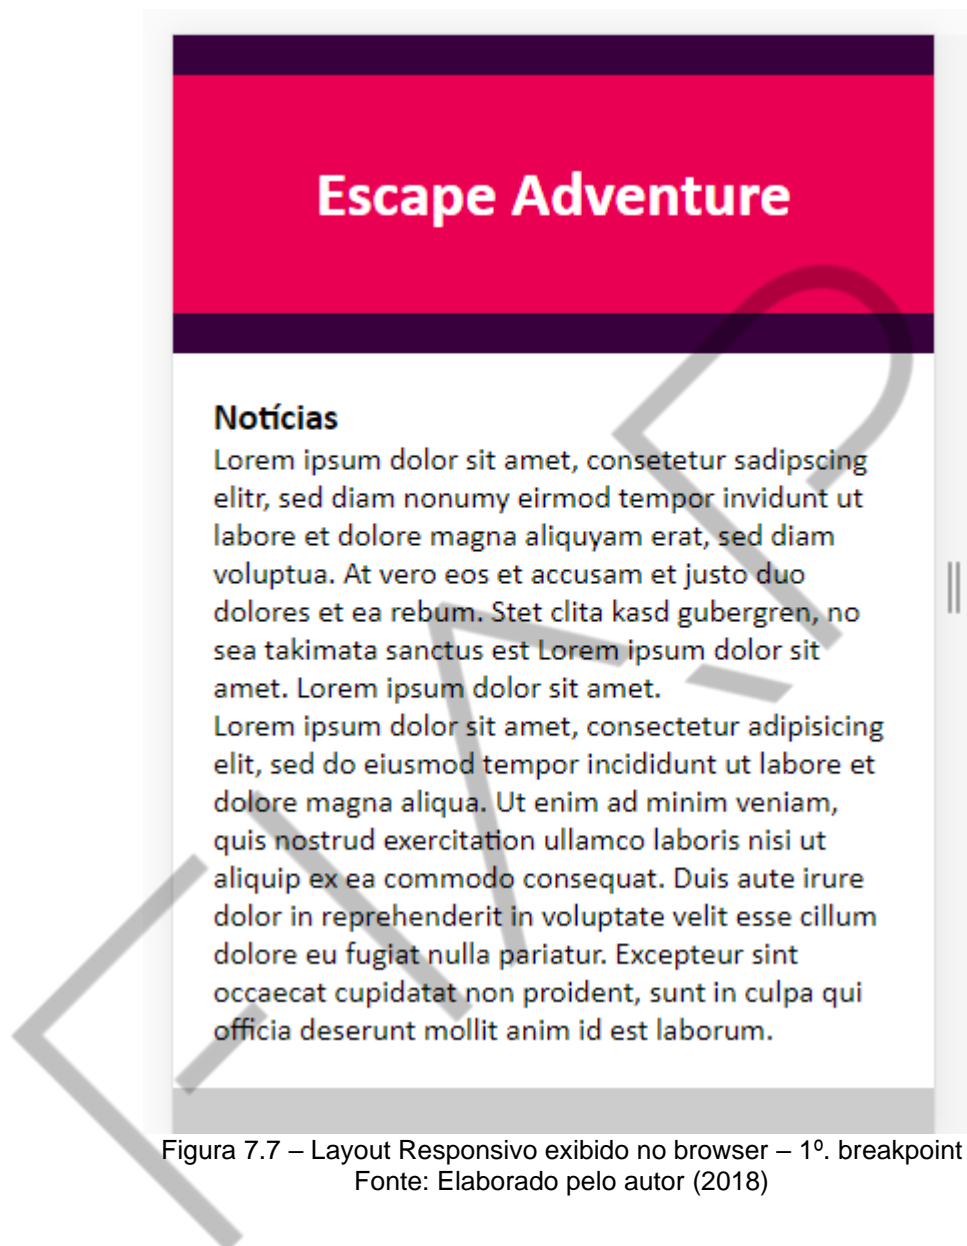 Escape Adventure
Notícias
Lorem ipsum dolor sit amet, consetetur sadipscing
elitr, sed diam nonumy eirmod tempor invidunt ut
labore et dolore magna aliquyam erat, sed diam
voluptua. At vero eos et accusam et justo duo
dolores et ea rebum. Stet clita kasd gubergren, no
sea takimata sanctus est Lorem ipsum dolor sit
amet. Lorem ipsum dolor sit amet.
Lorem ipsum dolor sit amet, consectetur adipisicing
elit, sed do eiusmod tempor incididunt ut labore et
dolore magna aliqua. Ut enim ad minim veniam,
quis nostrud exercitation ullamco laboris nisi ut
aliquip ex ea commodo consequat. Duis aute irure
dolor in reprehenderit in voluptate velit esse cillum
dolore eu fugiat nulla pariatur. Excepteur sint
occaecat cupidatat non proident, sunt in culpa qui
officia deserunt mollit anim id est laborum.
Figura 7.7 – Layout Responsivo exibido no browser – 1º. breakpoint
Fonte: Elaborado pelo autor (2018)
FIAP